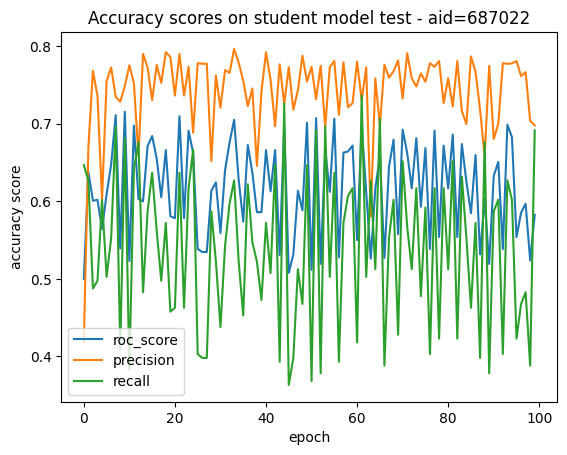 Accuracy scores on student model test - aid=687022
accuracy score
0.8
0.7
0.6
0.5
0.4
roc_score
precision
recall
0 20 40 60 80 100
epoch